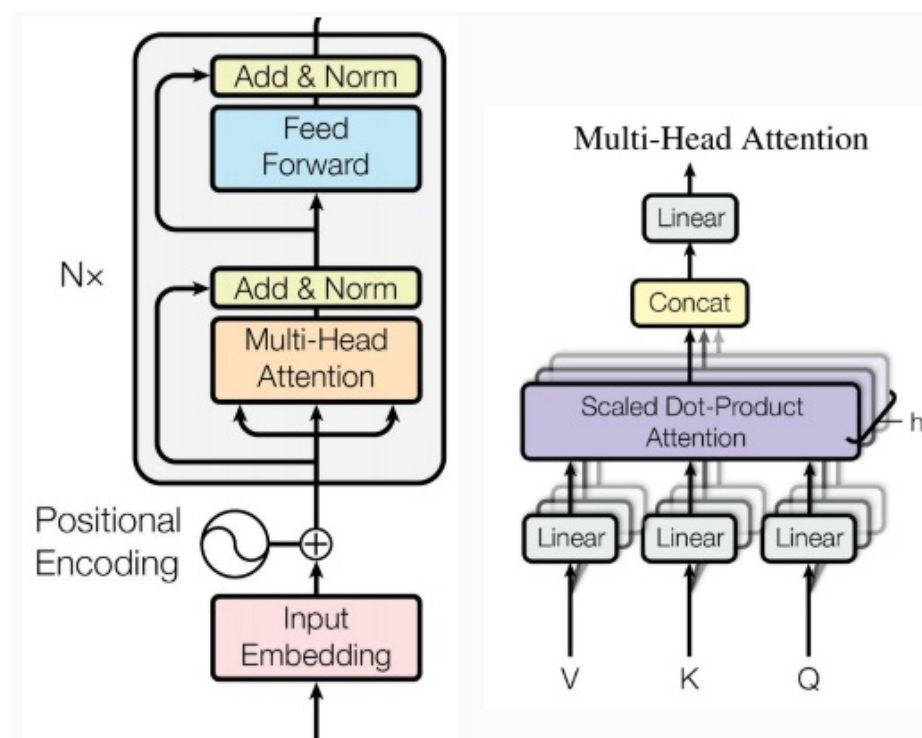 Add & Norm
Feed
Forward
N×
Add & Norm
Multi-Head
Attention
Positional
Encoding
Input
Embedding
Multi-Head Attention
Linear
Concat
Scaled Dot-Product
Attention
h
Linear
Linear
Linear
V
K
Q